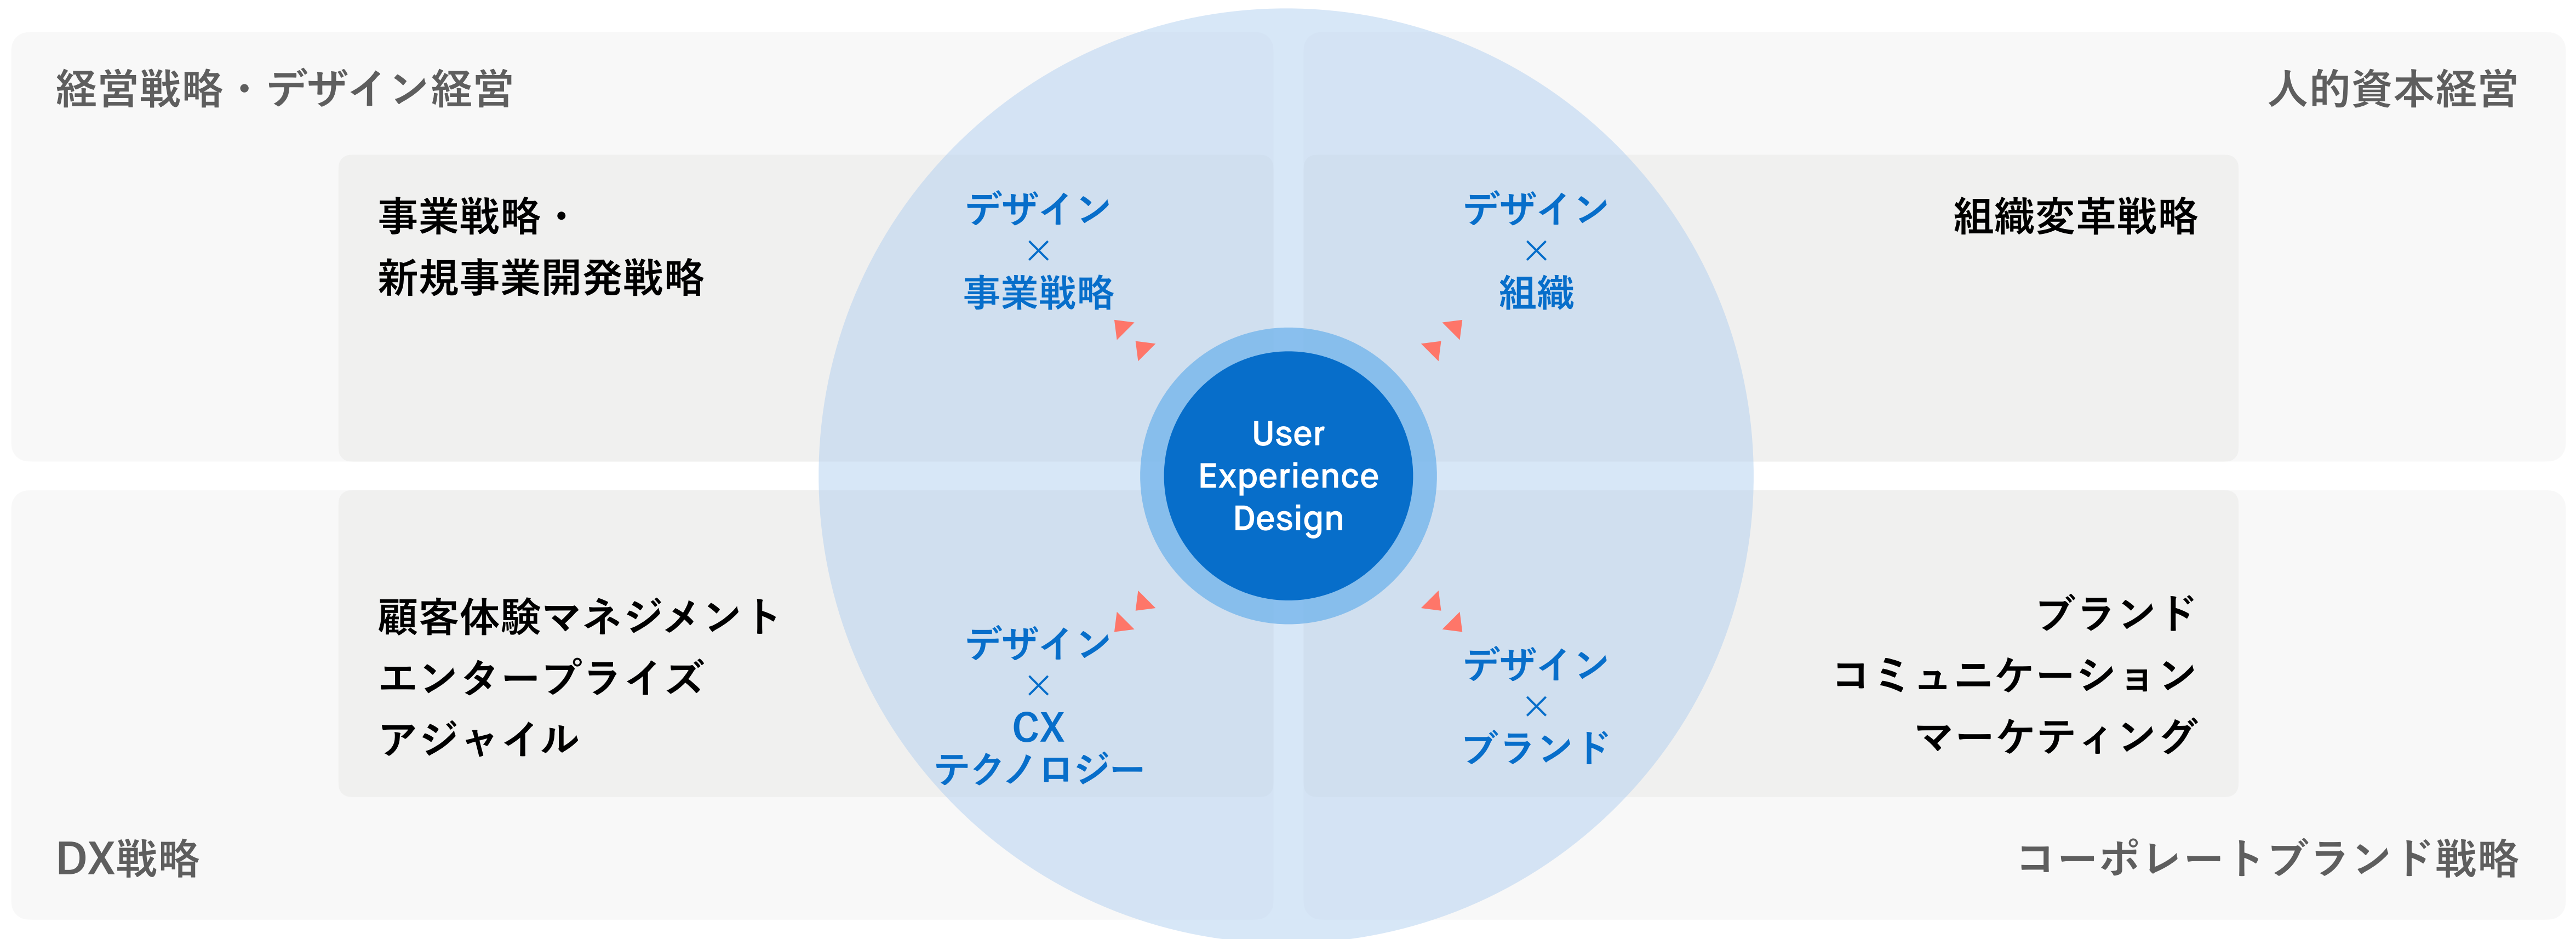 経営戦略・デザイン経営
事業戦略・
新規事業開発戦略
デザイン
×
事業戦略
人的資本経営
組織変革戦略
デザイン
×
組織
User
Experience
Design
顧客体験マネジメント
エンタープライズ
アジャイル
デザイン
×
CX
テクノロジー
DX戦略
デザイン
×
ブランド
ブランド
コミュニケーション
マーケティング
コーポレートブランド戦略